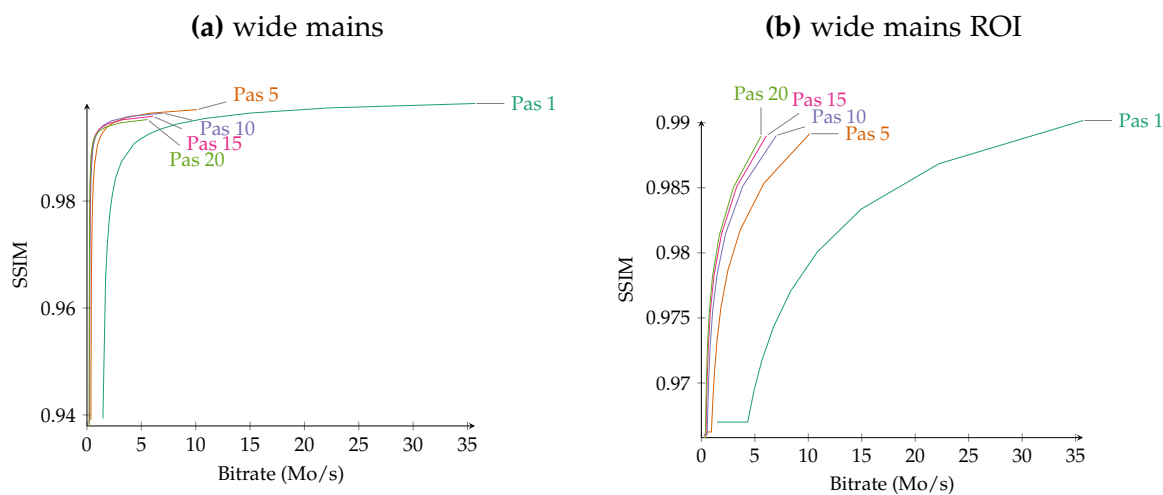 (a) wide mains
Pas 5
Pas 1
Pas 10
Pas 15
Pas 20
0.98
0.96
0.94
SSIM
0 5 10 15 20 25 30 35
Bitrate (Mo/s)
(b) wide mains ROI
Pas 20
Pas 15
Pas 10
Pas 5
Pas 1
0.99
0.985
0.98
0.975
0.97
SSIM
0 5 10 15 20 25 30 35
Bitrate (Mo/s)